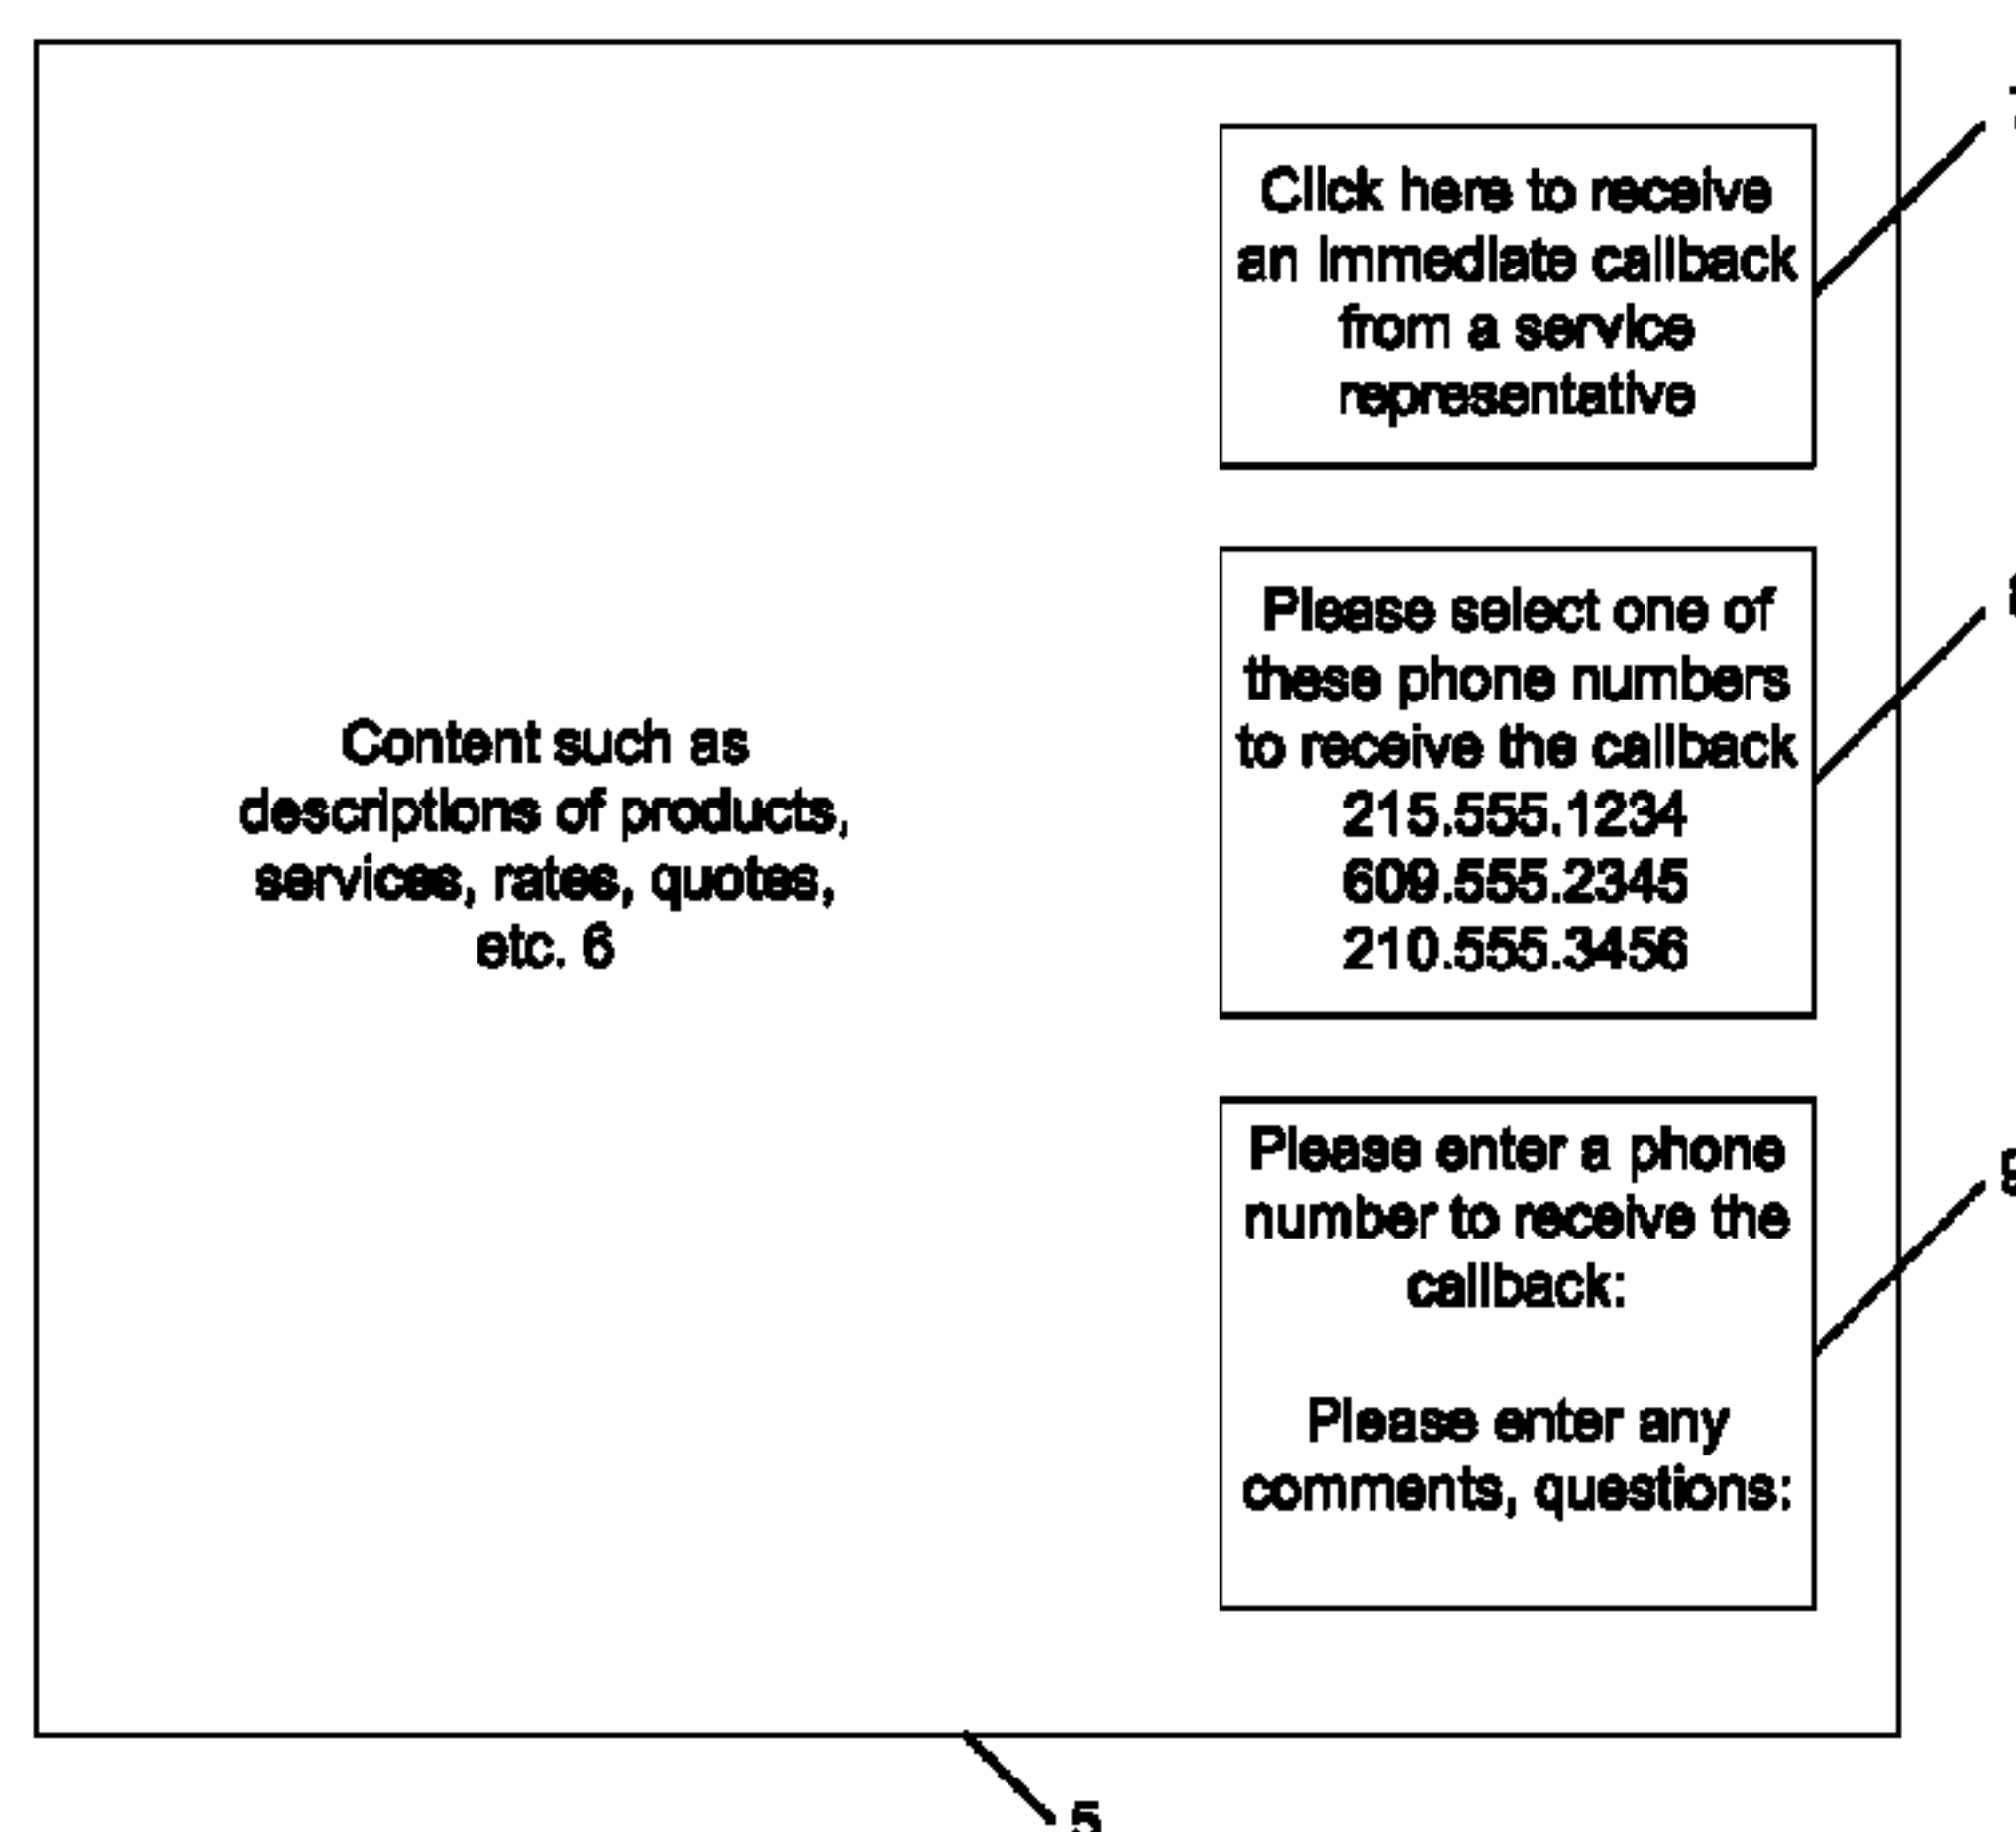 Click here to receive
an immediate callback
from a service
representative
Please select one of
these phone numbers
to receive the callback
215.555.1234
609.555.2345
210.555.3456
Content such as
descriptions of products,
services, rates, quotes,
etc. 6
Please enter a phone
number to receive the
callback:
Please enter any
comments, questions:
5